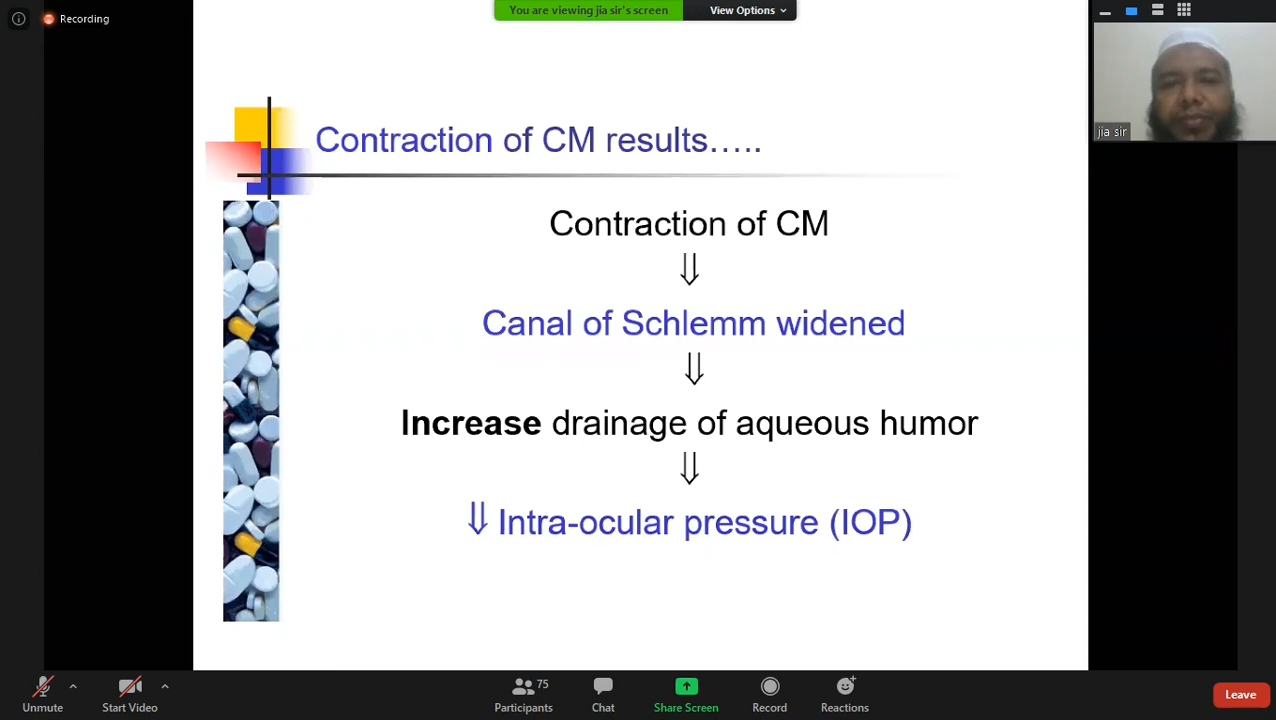 Recording
You are viewing jia sir's screen
View Options
jia sir
Contraction of CM results…..
Contraction of CM
⇓
Canal of Schlemm widened
⇓
Increase drainage of aqueous humor
⇓
⇓ Intra-ocular pressure (IOP)
Unmute
Start Video
75
Participants
Chat
Share Screen
Record
Reactions
Leave